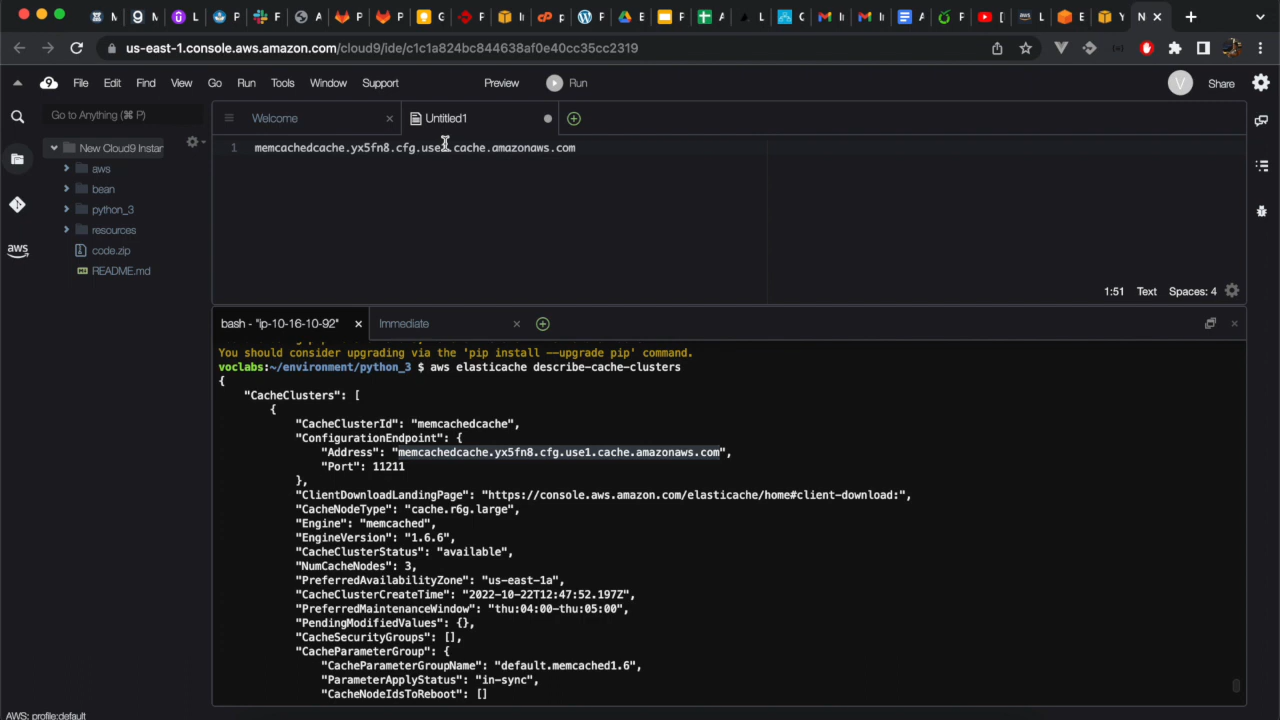 us-east-1.console.aws.amazon.com/cloud9/ide/c1c1a824bc844638af0e40cc35cc2319
9 File Edit Find View Go Run Tools Window Support Preview Run V Share
Go to Anything (⌘ P)
Welcome
Untitled1
New Cloud9 Instan
aws
bean
python_3
resources
code.zip
README.md
aws
1 memcachedcache.yx5fn8.cfg.use1.cache.amazonaws.com
1:51 Text Spaces: 4
bash - "ip-10-16-10-92" Immediate
You should consider upgrading via the 'pip install --upgrade pip' command.
voclabs:~/environment/python_3 $ aws elasticache describe-cache-clusters
{
"CacheClusters": [
{
"CacheClusterId": "memcachedcache",
"ConfigurationEndpoint": {
"Address": "memcachedcache.yx5fn8.cfg.use1.cache.amazonaws.com",
"Port": 11211
},
"ClientDownloadLandingPage": "https://console.aws.amazon.com/elasticache/home#client-download:",
"CacheNodeType": "cache.r6g.large",
"Engine": "memcached",
"EngineVersion": "1.6.6",
"CacheClusterStatus": "available",
"NumCacheNodes": 3,
"PreferredAvailabilityZone": "us-east-1a",
"CacheClusterCreateTime": "2022-10-22T12:47:52.197Z",
"PreferredMaintenanceWindow": "thu:04:00-thu:05:00",
"PendingModifiedValues": {},
"CacheSecurityGroups": [],
"CacheParameterGroup": {
"CacheParameterGroupName": "default.memcached1.6",
"ParameterApplyStatus": "in-sync",
"CacheNodeIdsToReboot": []
AWS: profile:default